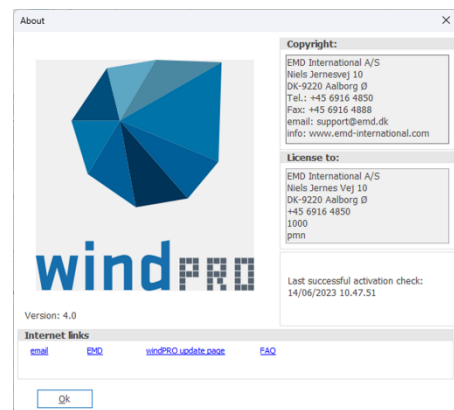 About
Copyright:
EMD International A/S
Niels Jernesvej 10
DK-9220 Aalborg Ø
Tel.: +45 6916 4850
Fax: +45 6916 4888
email: support@emd.dk
info: www.emd-international.com
License to:
EMD International A/S
Niels Jernes Vej 10
DK-9220 Aalborg Ø
+45 6916 4850
1000
pmn
windPRO
Last successful activation check:
14/06/2023 10.47.51
Version: 4.0
Internet links
email EMD windPRO update page FAQ
Ok